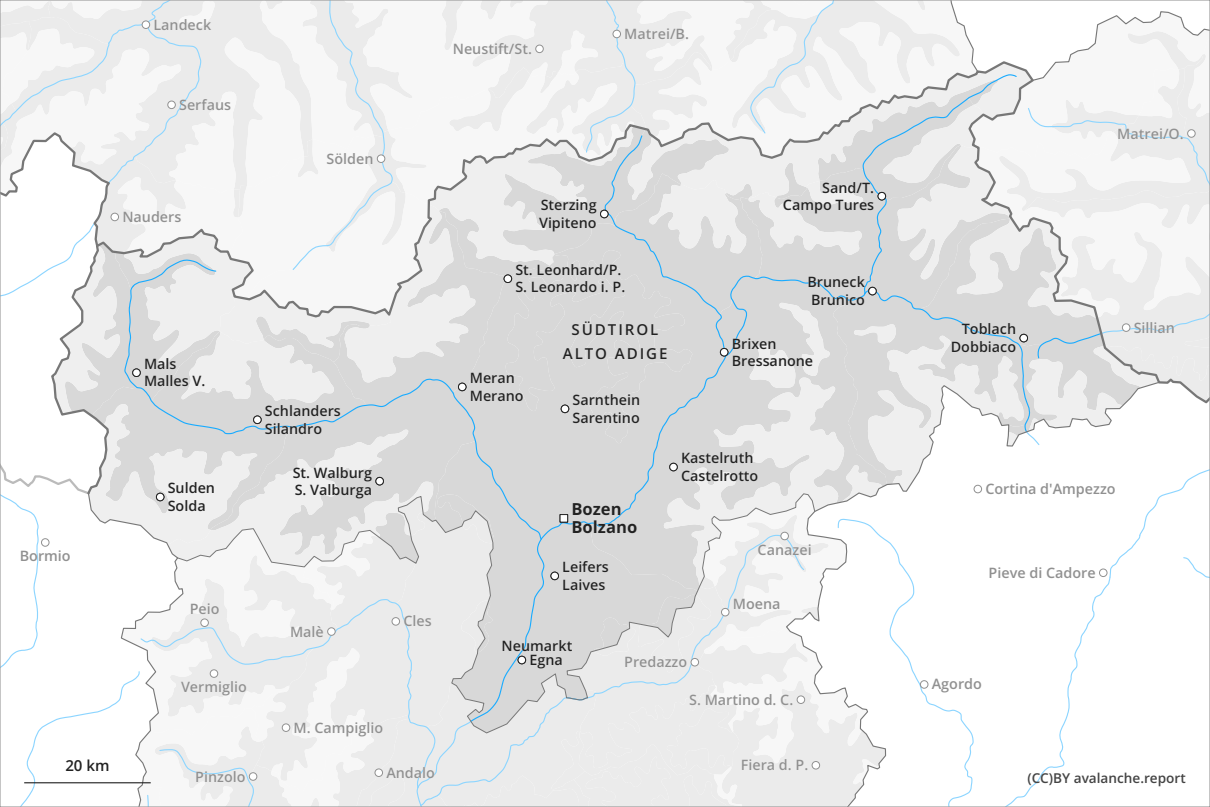 Landeck
Matrei/B.
Neustift/St.
Serfaus
Matrei/O.
Sölden
Sand/T.
Campo Tures
Nauders
Sterzing
Vipiteno
St. Leonhard/P.
S. Leonardo i. P.
Bruneck
Brunico
SÜDTIROL
ALTO ADIGE
Toblach
Dobbiaco
Sillian
Brixen
Bressanone
Mals
Malles V.
Meran
Merano
Sarnthein
Sarentino
Schlanders
Silandro
Kastelruth
Castelrotto
St. Walburg
S. Valburga
Sulden
Solda
Cortina d'Ampezzo
Bozen
Bolzano
Bormio
Canazei
Leifers
Laives
Pieve di Cadore
Peio
Moena
Malè
Cles
Neumarkt
Egna
Predazzo
Vermiglio
Agordo
S. Martino d. C.
M. Campiglio
20 km
Pinzolo
Andalo
Fiera d. P.
(CC)BY avalanche.report